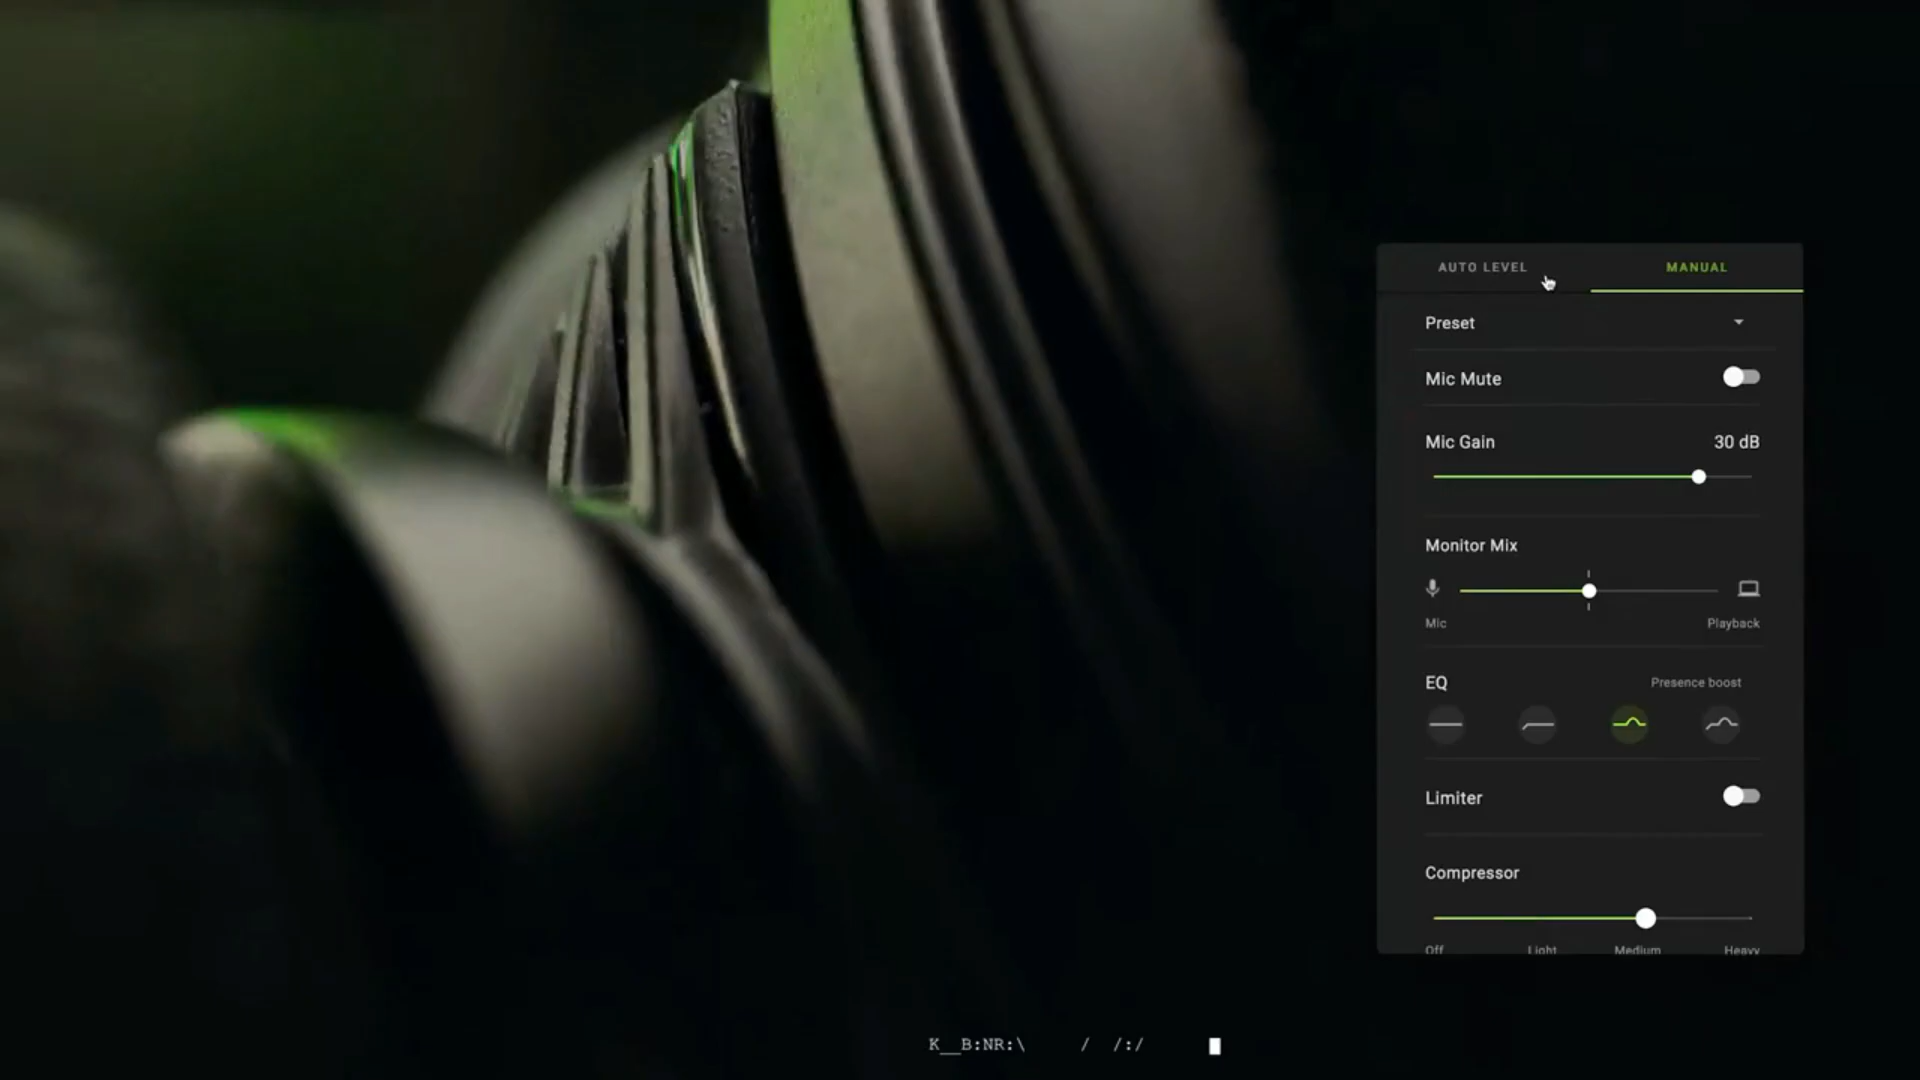 AUTO LEVEL MANUAL
Preset
Mic Mute
Mic Gain 30 dB
Monitor Mix
Mic Playback
EQ Presence boost
Limiter
Compressor
Off Light Medium Heavy
K__B:NR:\ / /:/